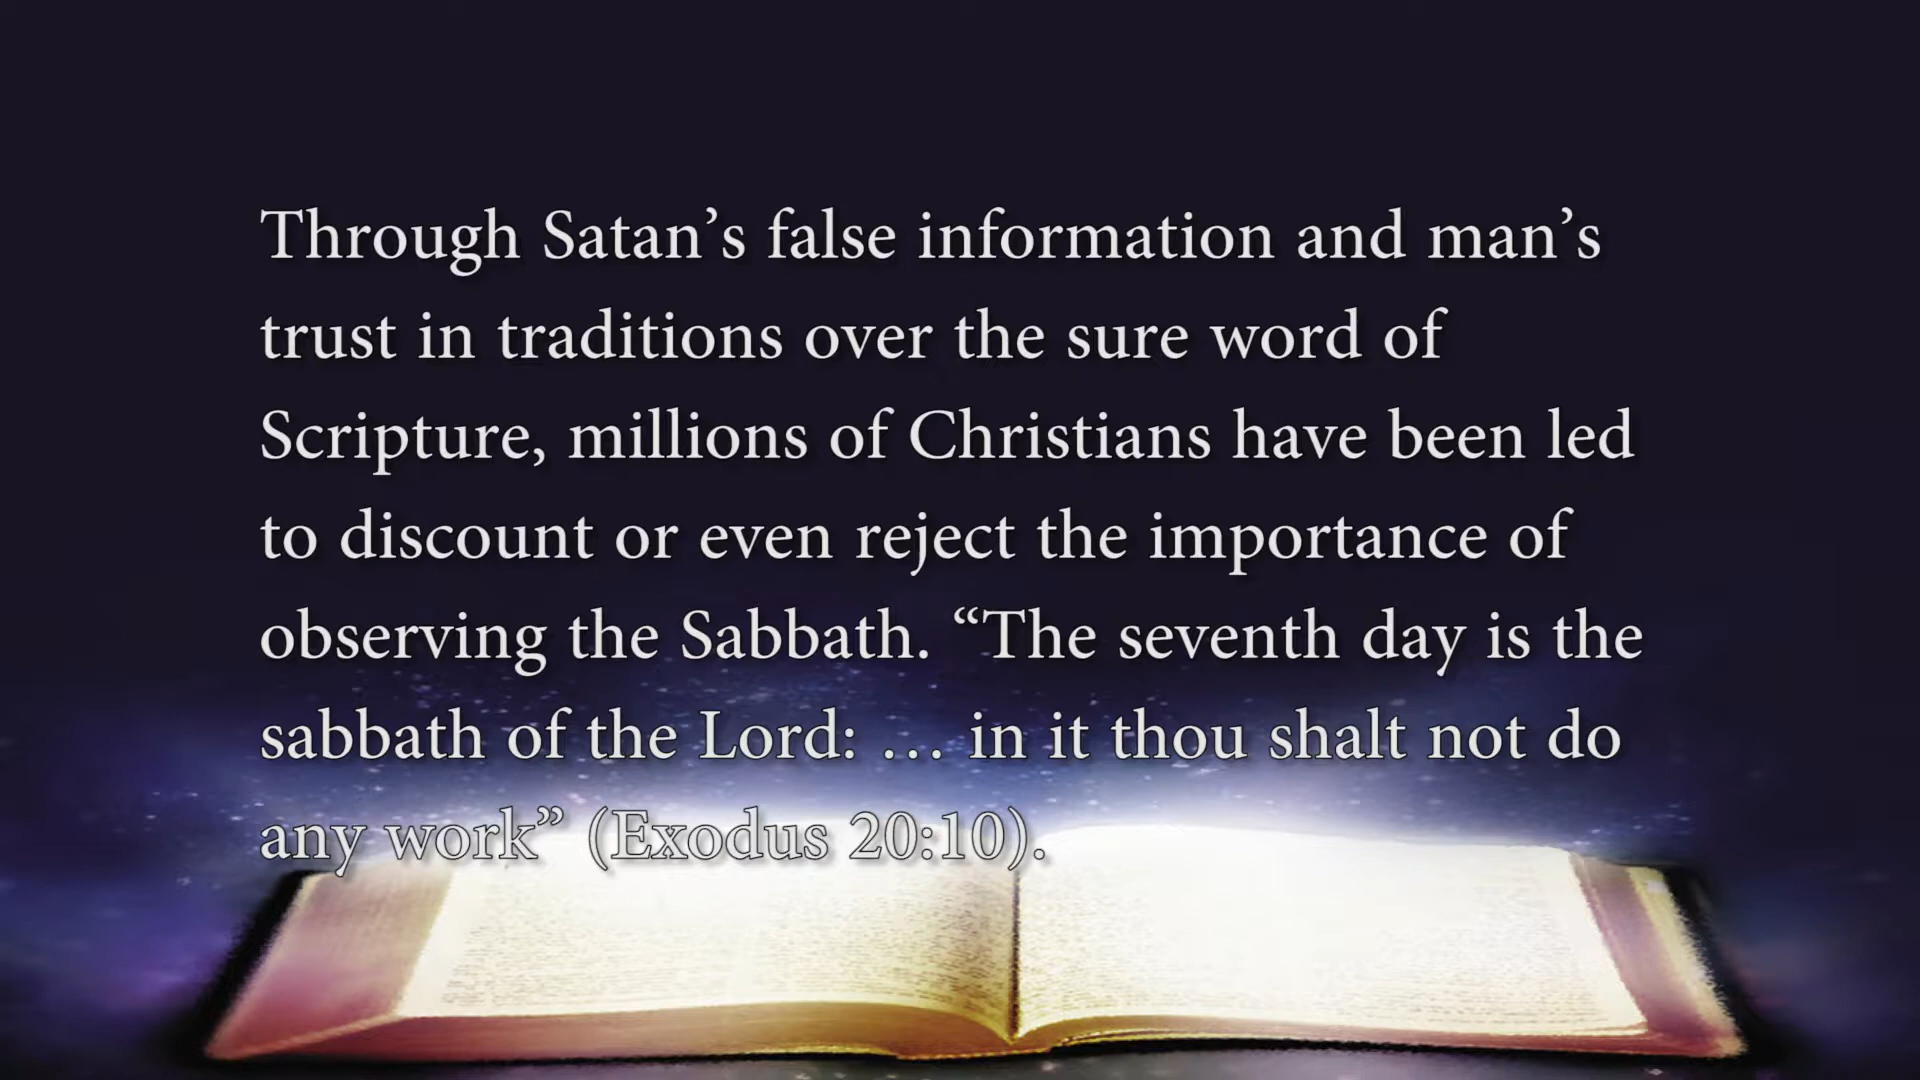 Through Satan’s false information and man’s
trust in traditions over the sure word of
Scripture, millions of Christians have been led
to discount or even reject the importance of
observing the Sabbath. “The seventh day is the
sabbath of the Lord: … in it thou shalt not do
any work” (Exodus 20:10).